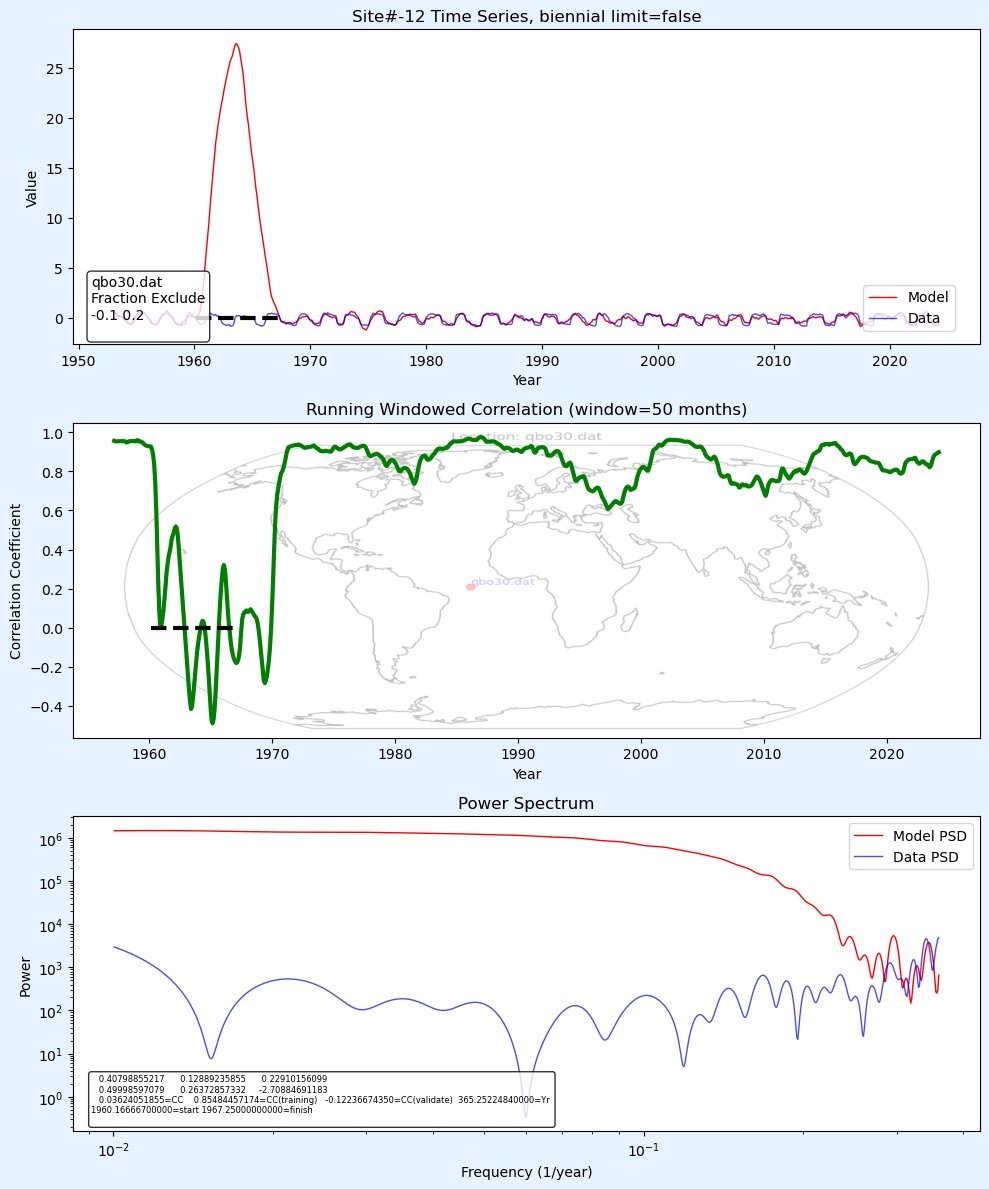 Site#-12 Time Series, biennial limit=false
Value
25
20
15
10
5
0
qbo30.dat
Fraction Exclude
-0.1 0.2
Model
Data
1950 1960 1970 1980 1990 2000 2010 2020
Year
Running Windowed Correlation (window=50 months)
Location: qbo30.dat
Correlation Coefficient
1.0
0.8
0.6
0.4
0.2
0.0
−0.2
−0.4
qbo30.dat
1960 1970 1980 1990 2000 2010 2020
Year
Power Spectrum
Power
10^6
10^5
10^4
10^3
10^2
10^1
10^0
Model PSD
Data PSD
0.40798855217 0.12889235855 0.22910156099
0.49998597079 0.26372857332 -2.70884691183
0.03624051855=CC 0.85484457174=CC(training) -0.12236674350=CC(validate) 365.25224840000=Yr
1960.16666700000=start 1967.25000000000=finish
10^−2 10^−1
Frequency (1/year)